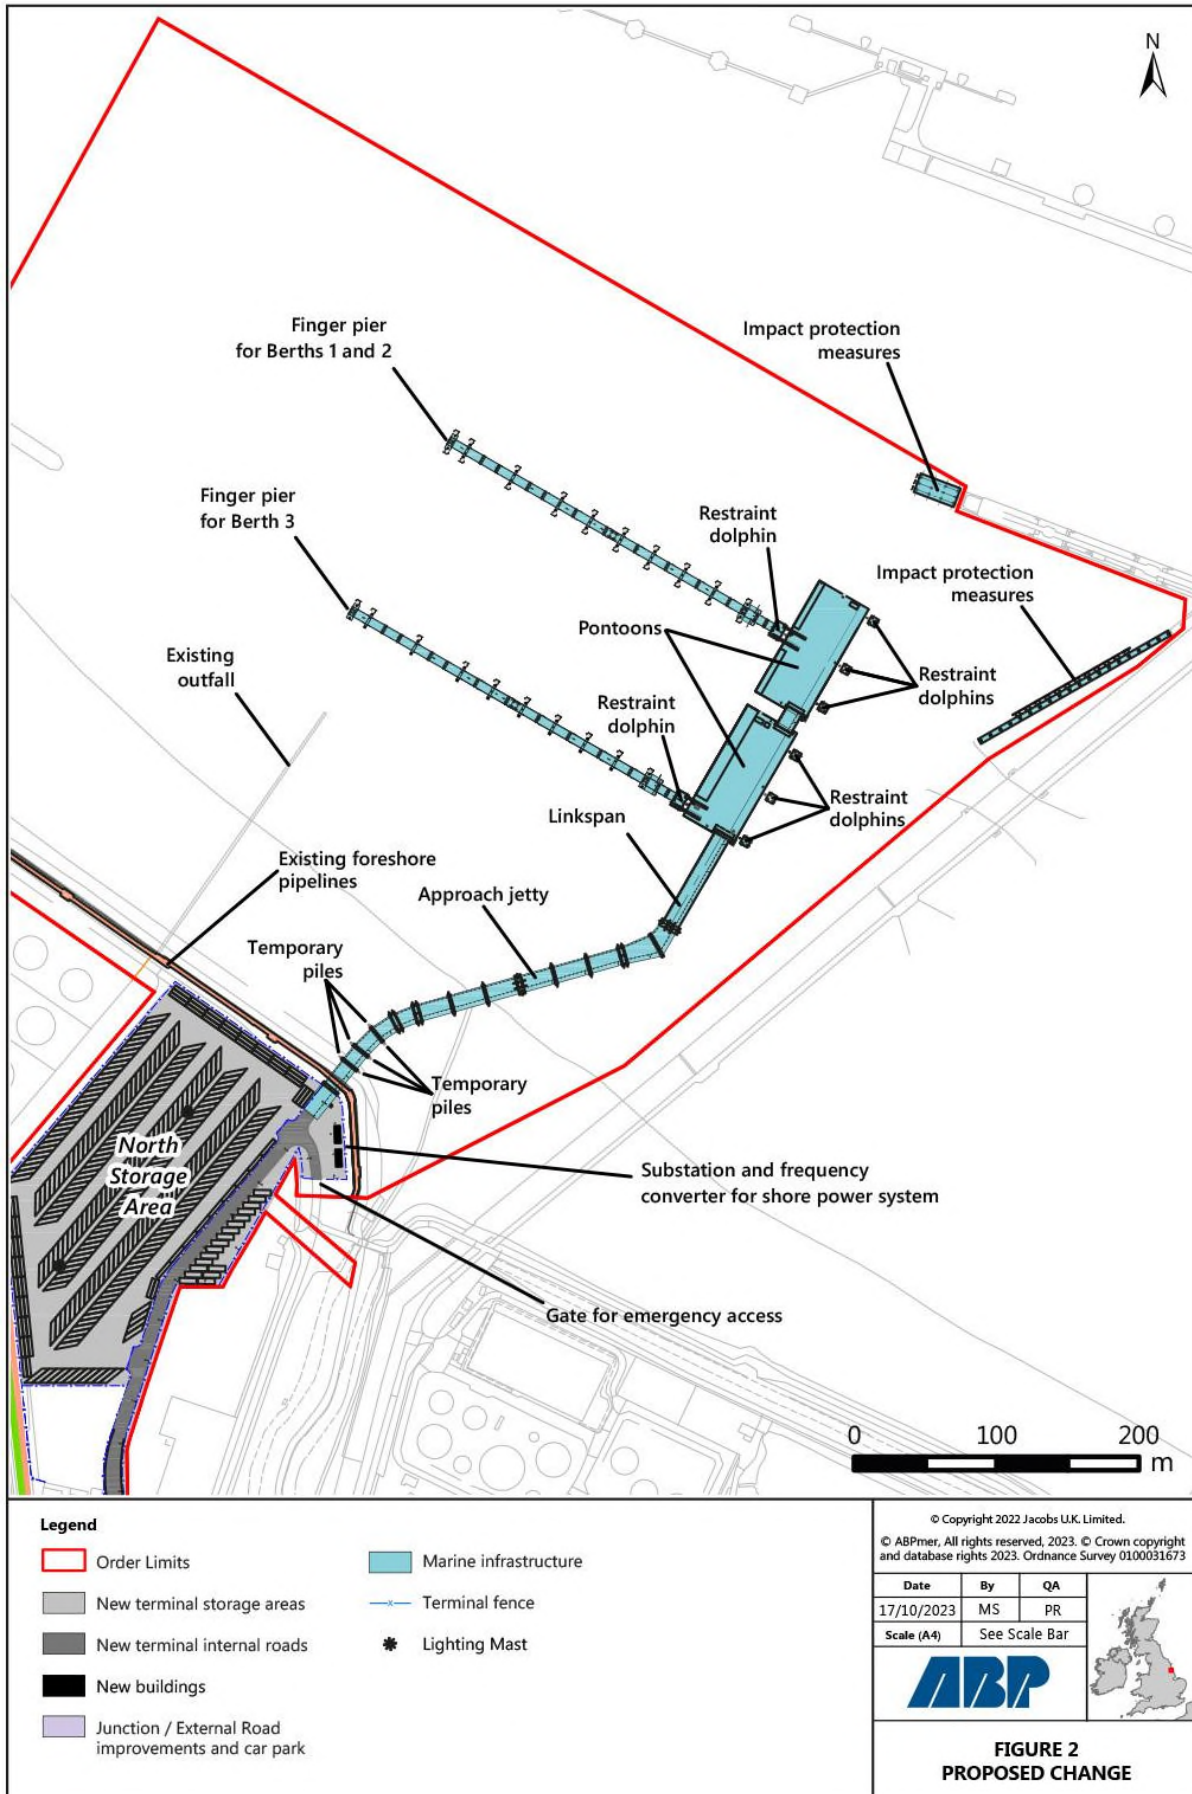 N
Finger pier
for Berths 1 and 2
Impact protection
measures
Finger pier
for Berth 3
Restraint
dolphin
Impact protection
measures
Pontoons
Existing
outfall
Restraint
dolphins
Restraint
dolphin
Restraint
dolphins
Linkspan
Existing foreshore
pipelines
Approach jetty
Temporary
piles
Temporary
piles
North
Storage
Area
Substation and frequency
converter for shore power system
Gate for emergency access
0 100 200
m
Legend
Order Limits
New terminal storage areas
New terminal internal roads
New buildings
Junction / External Road
improvements and car park
Marine infrastructure
Terminal fence
Lighting Mast
© Copyright 2022 Jacobs U.K. Limited.
© ABPmer, All rights reserved, 2023. © Crown copyright
and database rights 2023. Ordnance Survey 0100031673
Date By QA
17/10/2023 MS PR
Scale (A4) See Scale Bar
ABP
FIGURE 2
PROPOSED CHANGE